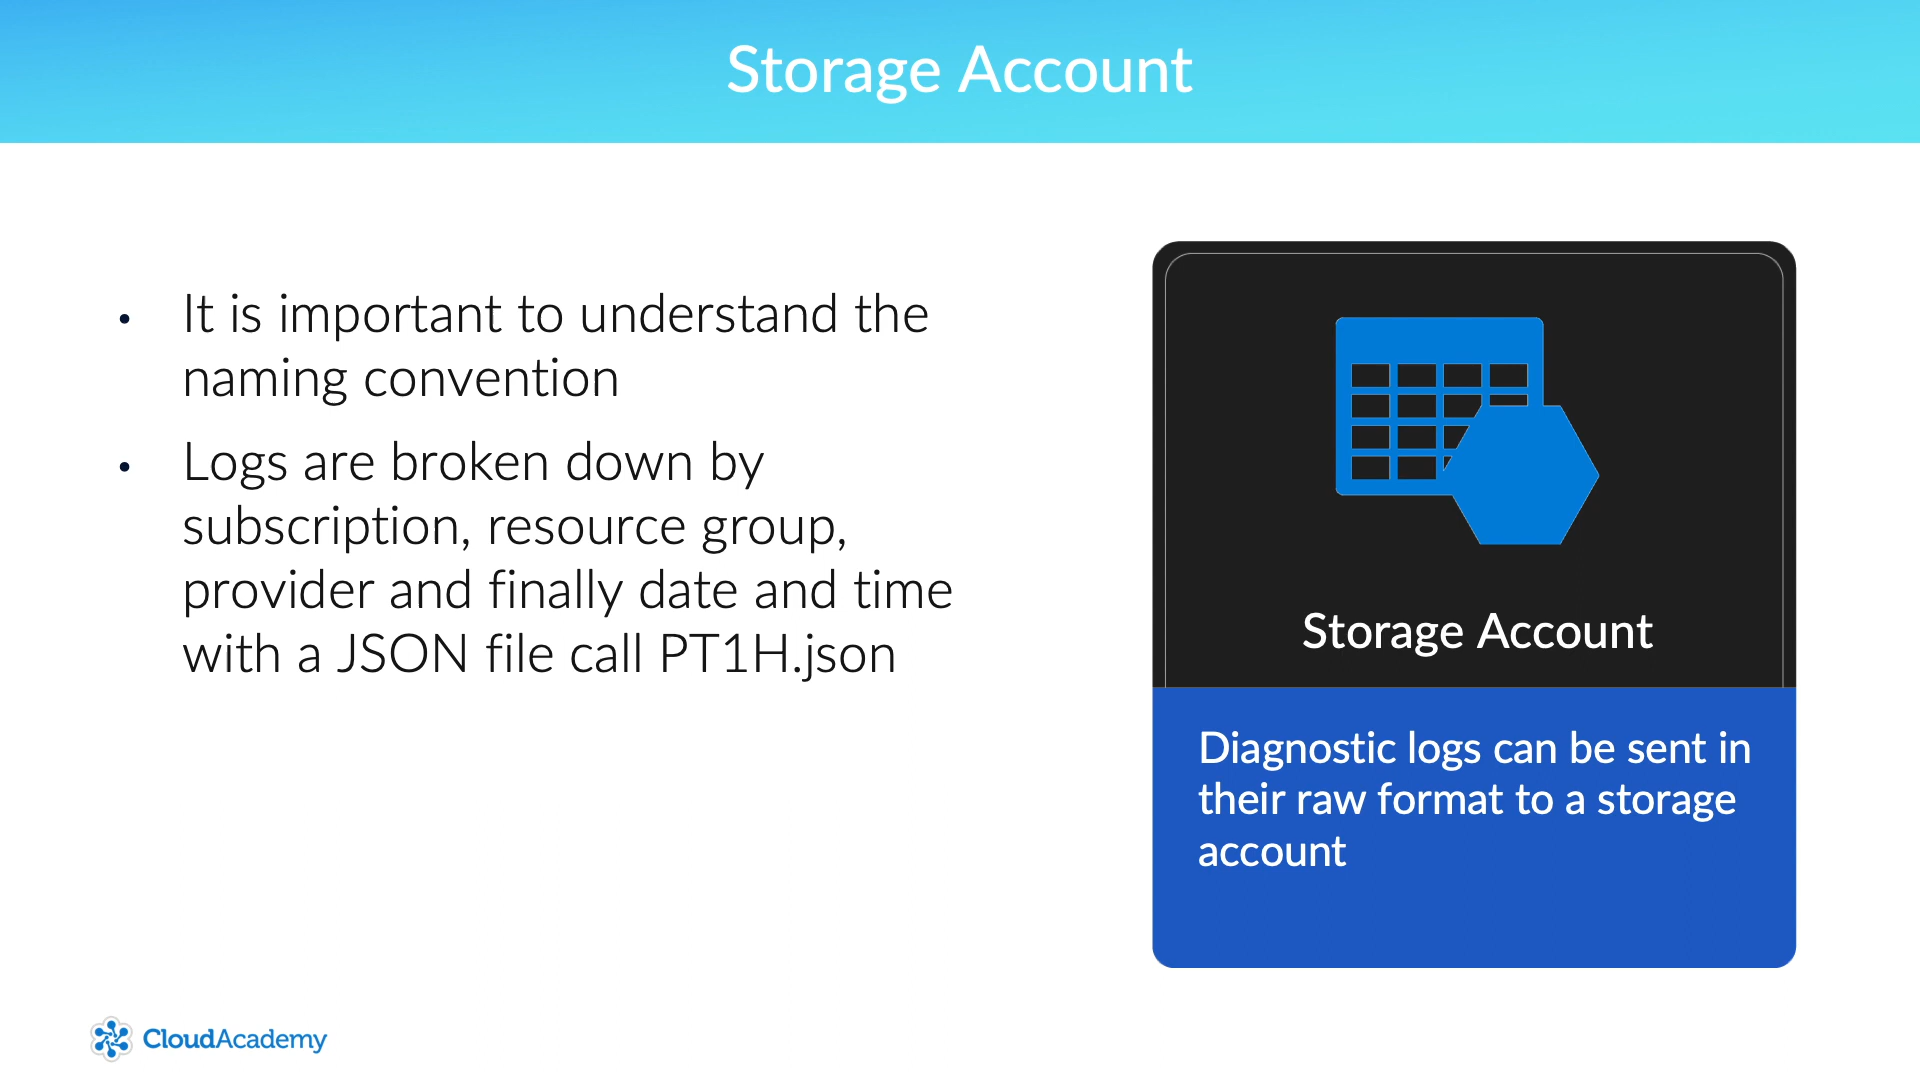 Storage Account
• It is important to understand the
naming convention
• Logs are broken down by
subscription, resource group,
provider and finally date and time
with a JSON file call PT1H.json
Storage Account
Diagnostic logs can be sent in
their raw format to a storage
account
CloudAcademy